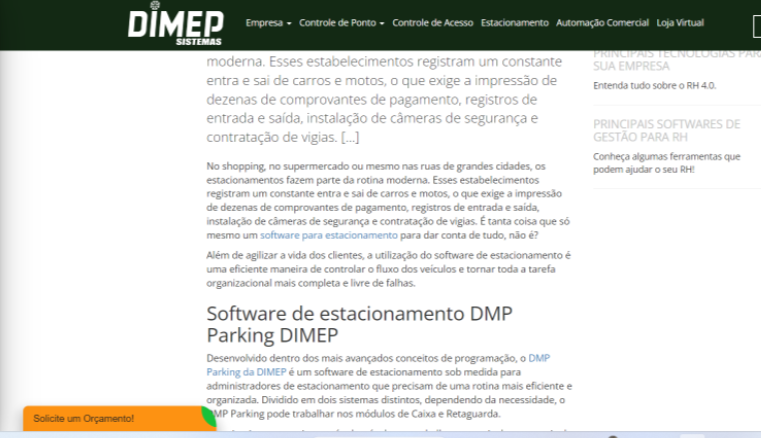 DIMEP
SISTEMAS
Empresa Controle de Ponto Controle de Acesso Estacionamento Automação Comercial Loja Virtual
moderna. Esses estabelecimentos registram um constante
entra e sai de carros e motos, o que exige a impressão de
dezenas de comprovantes de pagamento, registros de
entrada e saída, instalação de câmeras de segurança e
contratação de vigias. [...]
No shopping, no supermercado ou mesmo nas ruas de grandes cidades, os
estacionamentos fazem parte da rotina moderna. Esses estabelecimentos
registram um constante entra e sai de carros e motos, o que exige a impressão
de dezenas de comprovantes de pagamento, registros de entrada e saída,
instalação de câmeras de segurança e contratação de vigias. É tanta coisa que só
mesmo um software para estacionamento para dar conta de tudo, não é?
Além de agilizar a vida dos clientes, a utilização do software de estacionamento é
uma eficiente maneira de controlar o fluxo dos veículos e tornar toda a tarefa
organizacional mais completa e livre de falhas.
Software de estacionamento DMP
Parking DIMEP
Desenvolvido dentro dos mais avançados conceitos de programação, o DMP
Parking da DIMEP é um software de estacionamento sob medida para
administradores de estacionamento que precisam de uma rotina mais eficiente e
organizada. Dividido em dois sistemas distintos, dependendo da necessidade, o
DMP Parking pode trabalhar nos módulos de Caixa e Retaguarda.
PRINCIPAIS TECNOLOGIAS PARA
SUA EMPRESA
Entenda tudo sobre o RH 4.0.
PRINCIPAIS SOFTWARES DE
GESTÃO PARA RH
Conheça algumas ferramentas que
podem ajudar o seu RH!
Solicite um Orçamento!